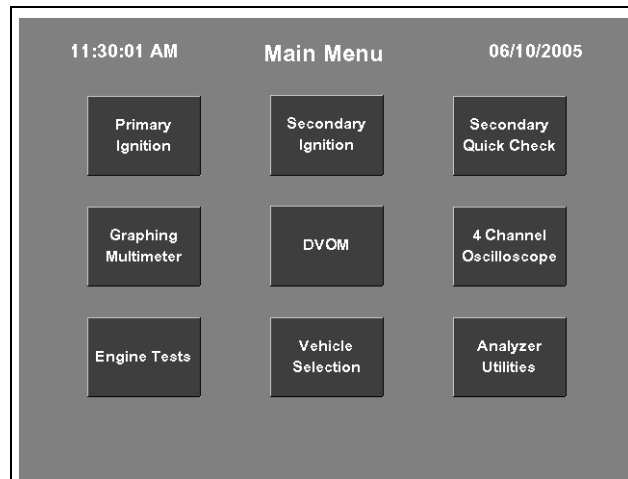 11:30:01 AM Main Menu 06/10/2005
Primary
Ignition
Secondary
Ignition
Secondary
Quick Check
Graphing
Multimeter
DVOM
4 Channel
Oscilloscope
Engine Tests
Vehicle
Selection
Analyzer
Utilities